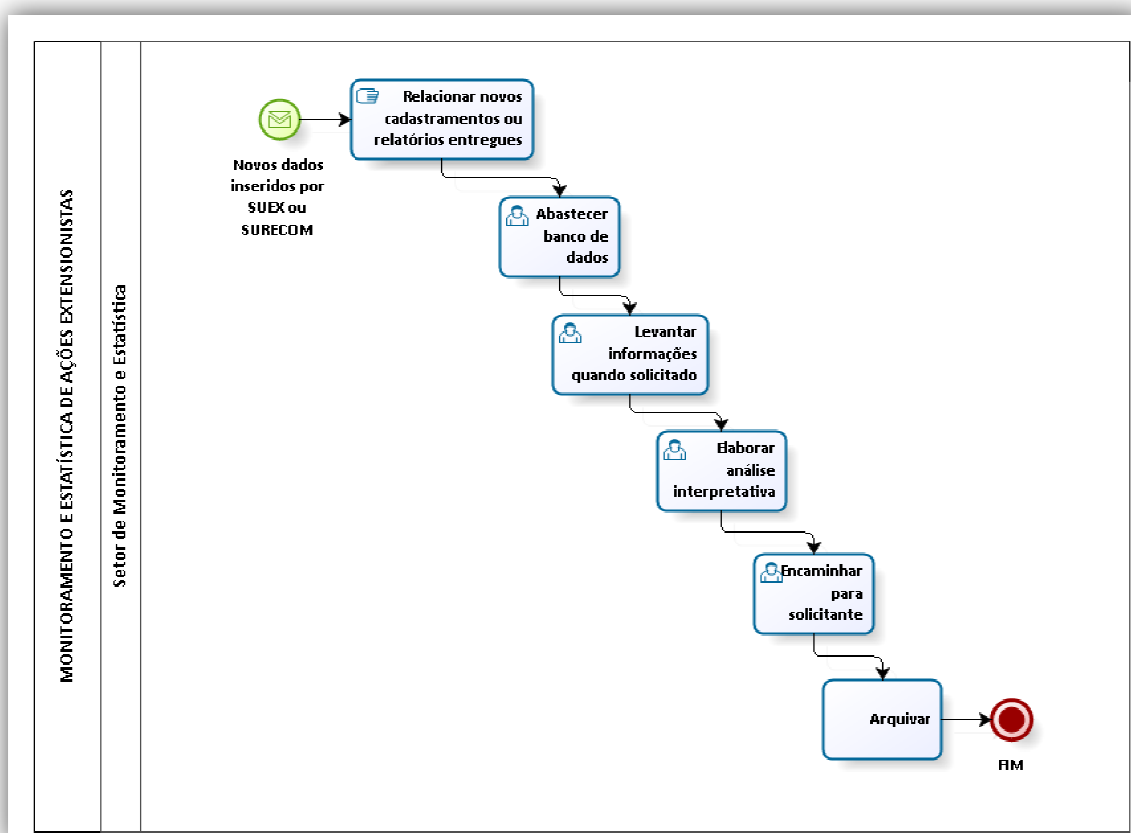 MONITORAMENTO E ESTATÍSTICA DE AÇÕES EXTENSIONISTAS
Setor de Monitoramento e Estatística
Novos dados
inseridos por
SUEX ou
SURECOM
Relacionar novos
cadastramentos ou
relatórios entregues
Abastecer
banco de
dados
Levantar
informações
quando solicitado
Elaborar
análise
interpretativa
Encaminhar
para
solicitante
Arquivar
FIM